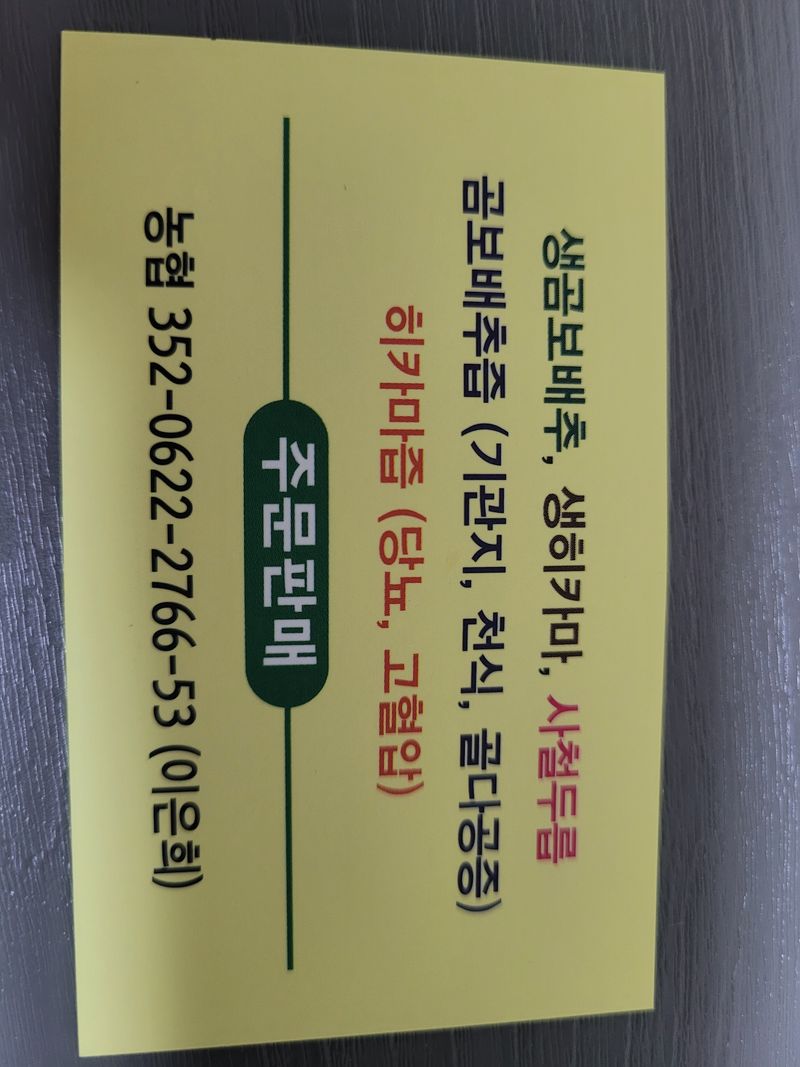 생곰보배추, 생히카마, 사철두릅
곰보배추즙 (기관지, 천식, 골다공증)
히카마즙 (당뇨, 고혈압)
주문판매
농협 352-0622-2766-53 (이은희)